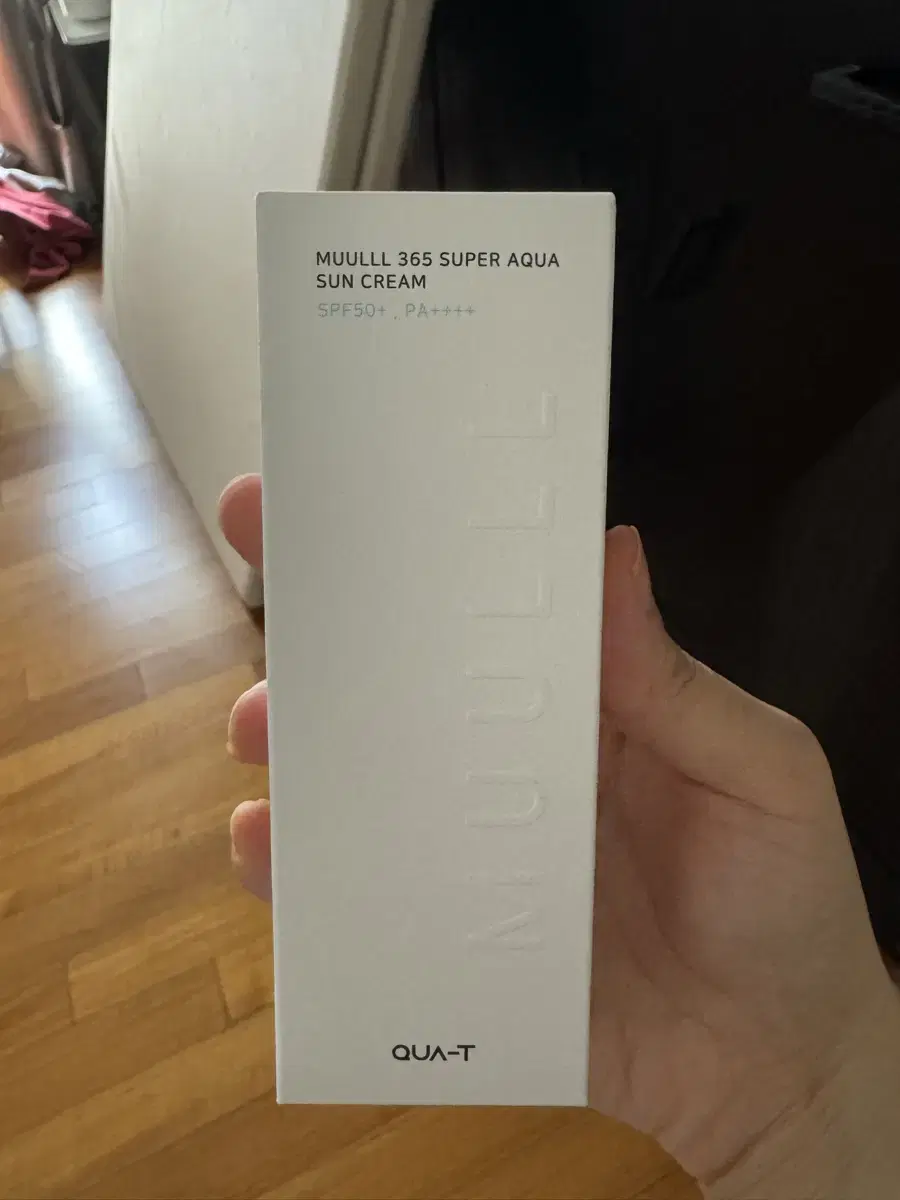 MUULLL 365 SUPER AQUA
SUN CREAM
SPF50+ , PA++++
MUULLL
QUA-T